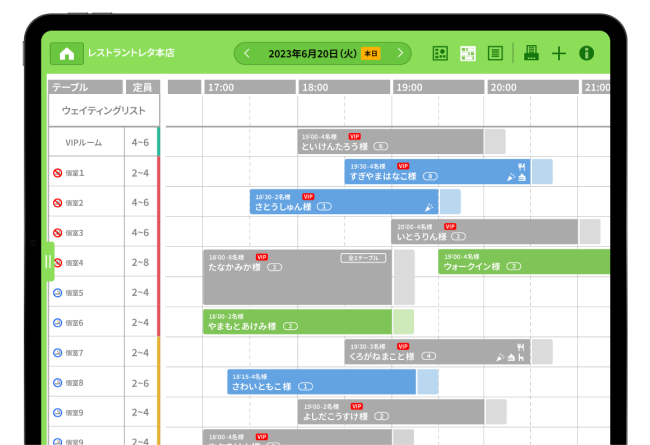 レストラントレタ本店
2023年6月20日(火) 本日
テーブル 定員 17:00 18:00 19:00 20:00 21:00
ウェイティングリスト
VIPルーム 4~6
19:00-4名様 VIP
といけんたろう様 6
個室1 2~4
19:30-2名様 VIP
すぎやまはなこ様 8
個室2 4~6
18:30-2名様 VIP
さとうしゅん様 1
個室3 4~6
20:00-4名様 VIP
いとうりん様 2
個室4 2~8
18:00-8名様 VIP 全2テーブル
たなかみか様 2
19:00-4名様
ウォークイン様 3
個室5 2~4
個室6 2~4
18:00-2名様
やまもとあけみ様 2
個室7 2~4
19:30-3名様 VIP
くろがねまこと様 4
個室8 2~6
18:15-4名様
さわいともこ様 1
個室9 2~4
19:00-2名様 VIP
よしだこうすけ様 2
個室9 2~4
18:00-4名様 VIP